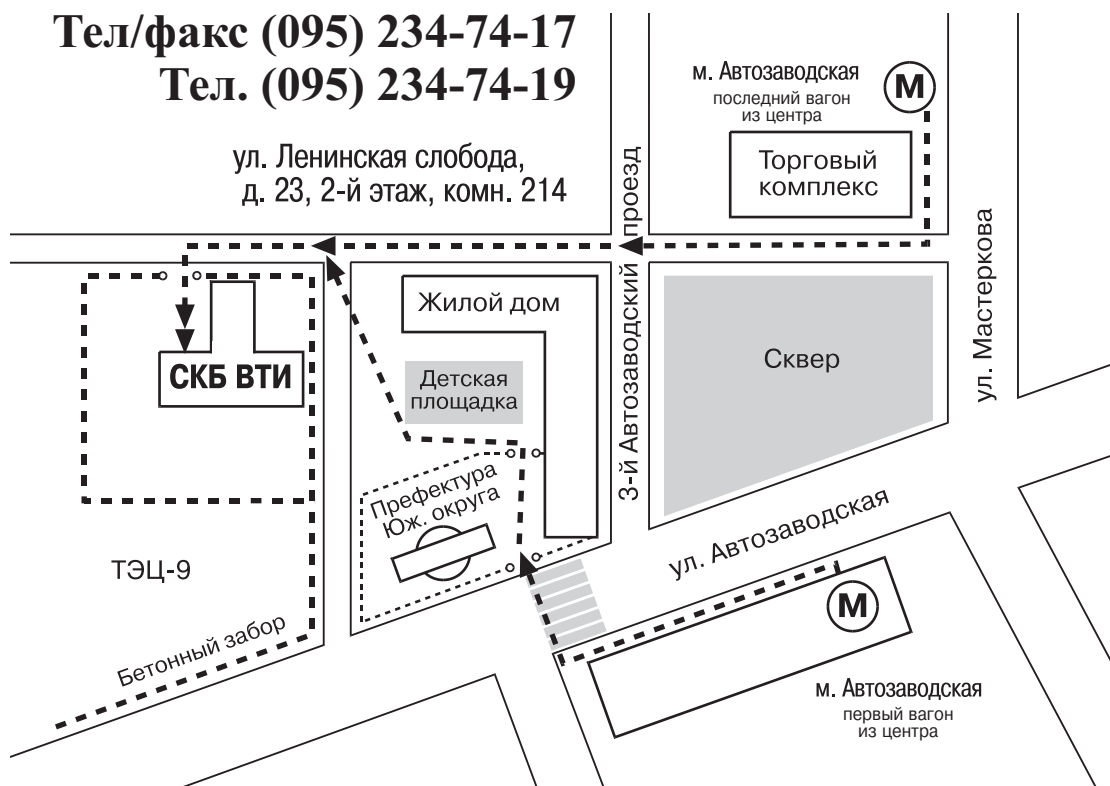 Тел/факс (095) 234-74-17
Тел. (095) 234-74-19
ул. Ленинская слобода,
д. 23, 2-й этаж, комн. 214
м. Автозаводская
последний вагон
из центра
М
Торговый
комплекс
3-й Автозаводский проезд
ул. Мастеркова
Жилой дом
Сквер
СКБ ВТИ
Детская
площадка
Префектура
Юж. округа
ул. Автозаводская
ТЭЦ-9
Бетонный забор
М
м. Автозаводская
первый вагон
из центра